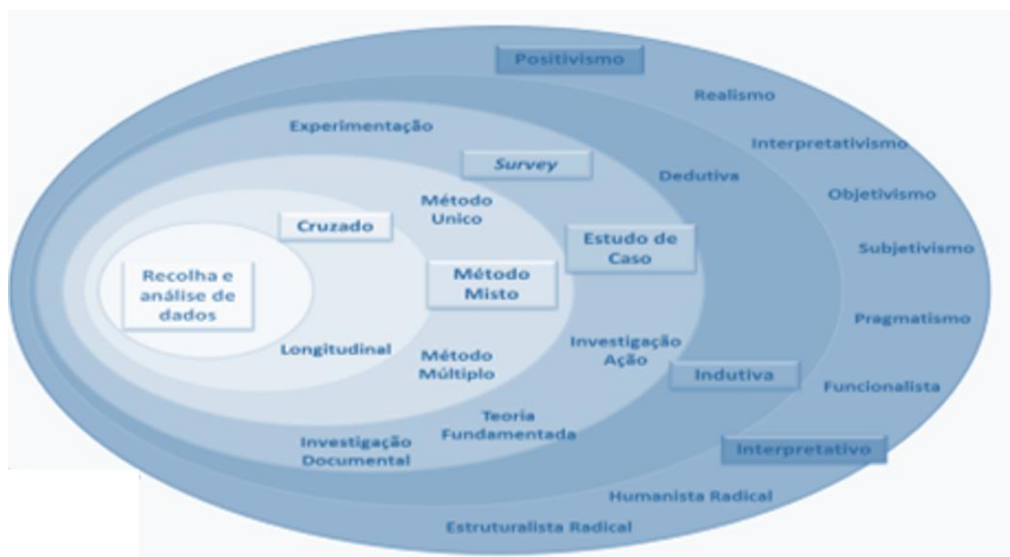 Positivismo
Realismo
Experimentação
Interpretativismo
Survey
Dedutiva
Objetivismo
Método
Unico
Cruzado
Estudo de
Caso
Subjetivismo
Recolha e
análise de
dados
Método
Misto
Pragmatismo
Longitudinal
Método
Múltiplo
Investigação
Ação
Indutiva
Funcionalista
Teoria
Fundamentada
Investigação
Documental
Interpretativo
Humanista Radical
Estruturalista Radical